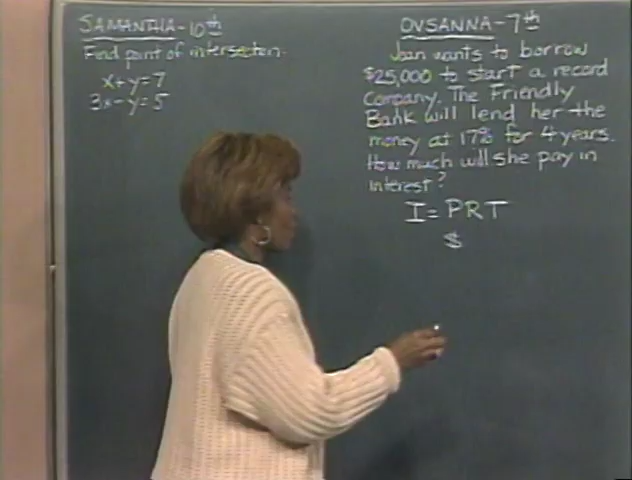 SAMANTHA-10th
Find point of intersection.
x+y=7
3x-y=5
OVSANNA-7th
Joan wants to borrow
$25,000 to start a record
Company. The Friendly
Bank will lend her the
money at 17% for 4 years.
How much will she pay in
interest?
I=PRT
$